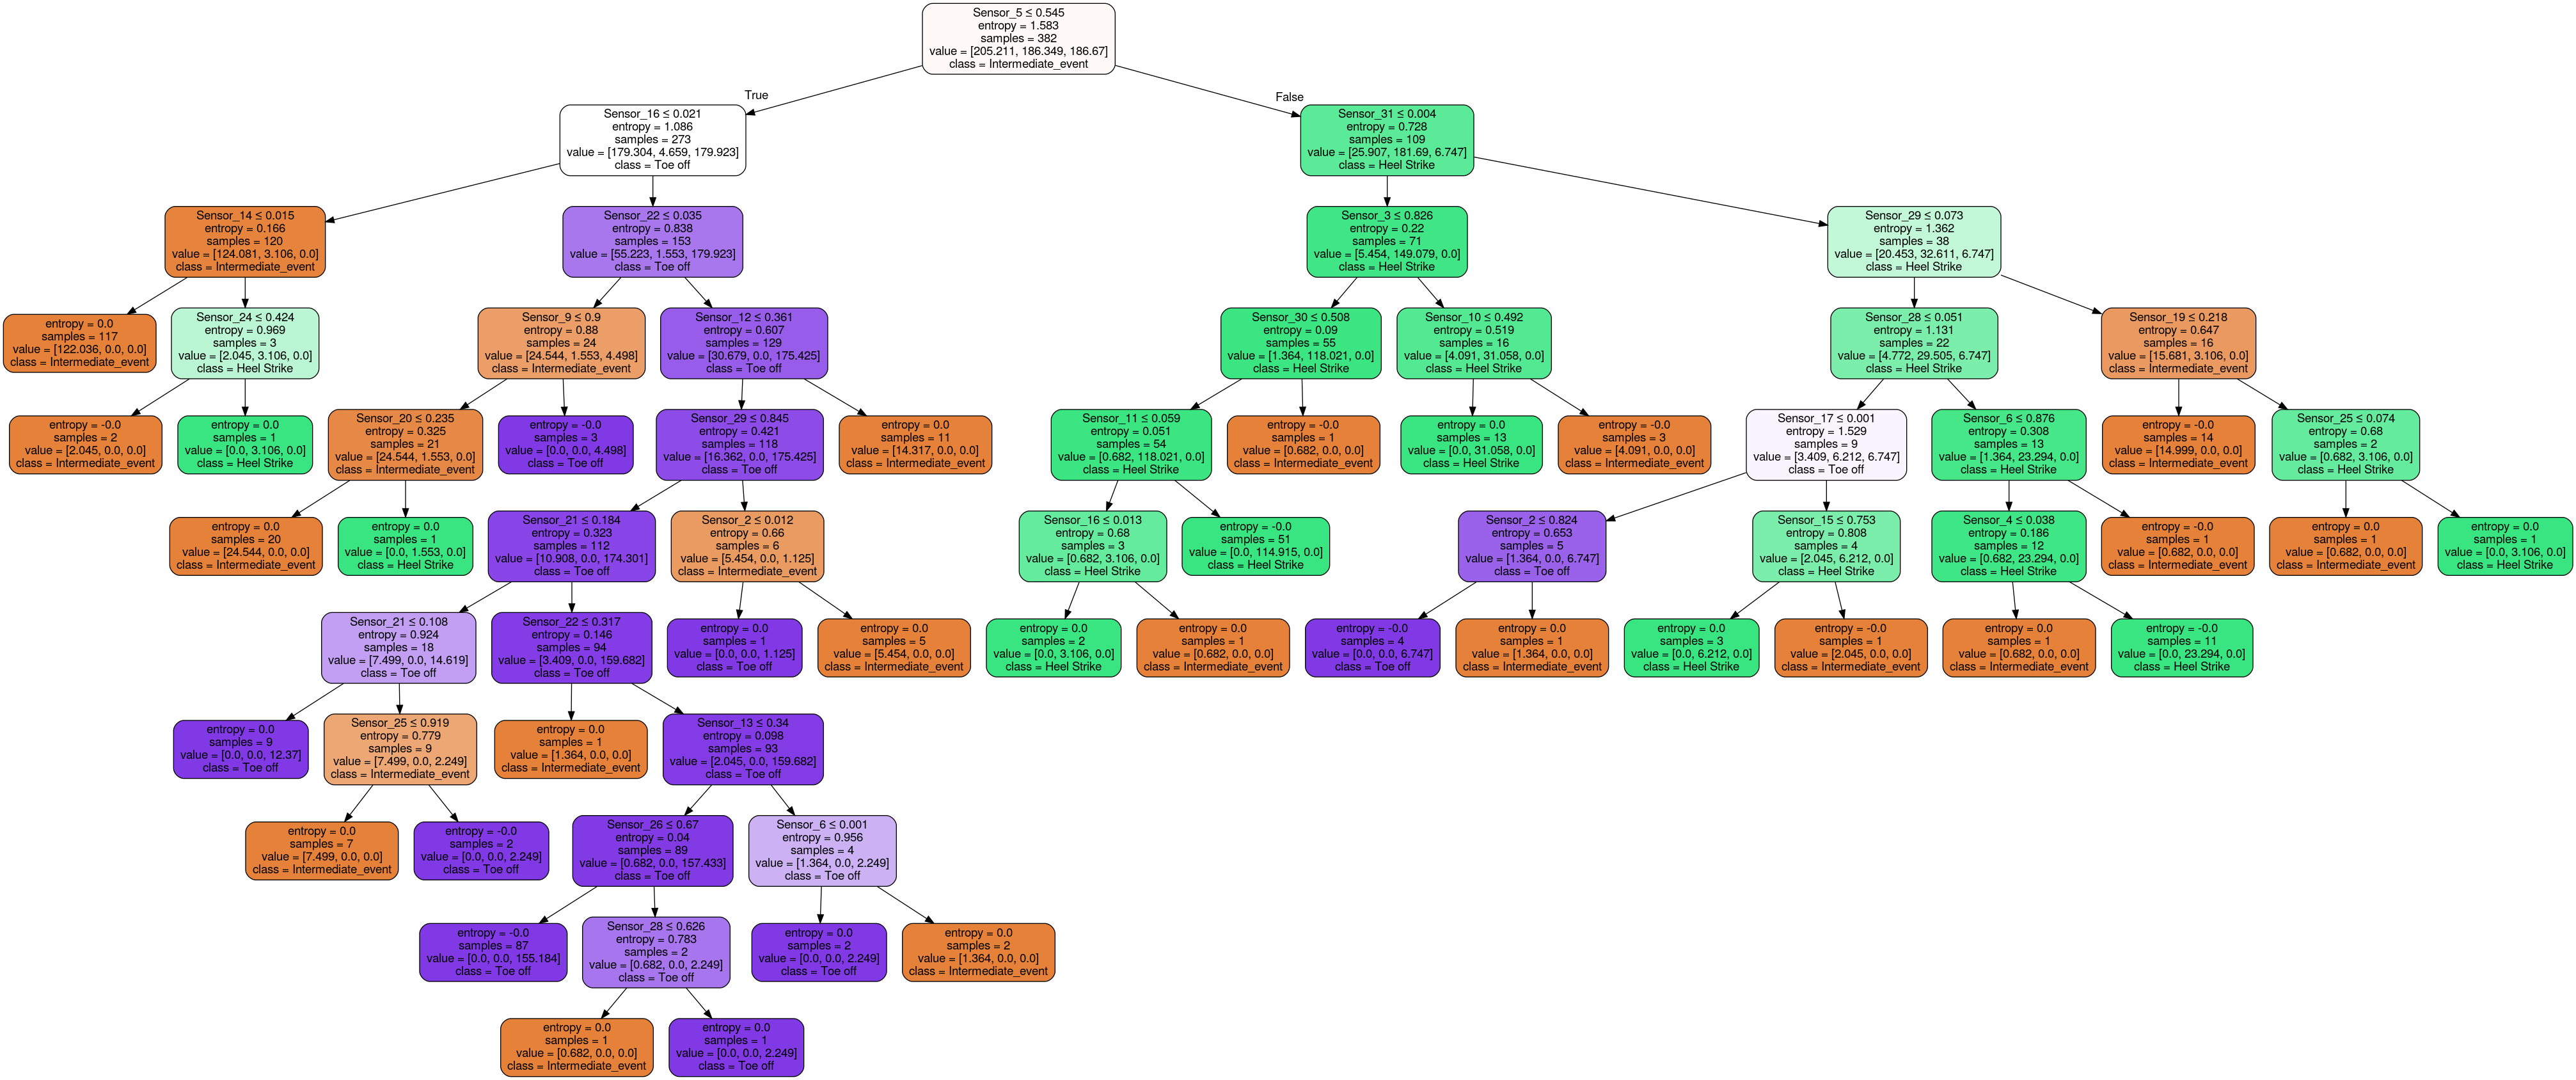 Sensor_5 ≤ 0.545
entropy = 1.583
samples = 382
value = [205.211, 186.349, 186.67]
class = Intermediate_event
True
False
Sensor_16 ≤ 0.021
entropy = 1.086
samples = 273
value = [179.304, 4.659, 179.923]
class = Toe off
Sensor_31 ≤ 0.004
entropy = 0.728
samples = 109
value = [25.907, 181.69, 6.747]
class = Heel Strike
Sensor_14 ≤ 0.015
entropy = 0.166
samples = 120
value = [124.081, 3.106, 0.0]
class = Intermediate_event
Sensor_22 ≤ 0.035
entropy = 0.838
samples = 153
value = [55.223, 1.553, 179.923]
class = Toe off
Sensor_3 ≤ 0.826
entropy = 0.22
samples = 71
value = [5.454, 149.079, 0.0]
class = Heel Strike
Sensor_29 ≤ 0.073
entropy = 1.362
samples = 38
value = [20.453, 32.611, 6.747]
class = Heel Strike
entropy = 0.0
samples = 117
value = [122.036, 0.0, 0.0]
class = Intermediate_event
Sensor_24 ≤ 0.424
entropy = 0.969
samples = 3
value = [2.045, 3.106, 0.0]
class = Heel Strike
Sensor_9 ≤ 0.9
entropy = 0.88
samples = 24
value = [24.544, 1.553, 4.498]
class = Intermediate_event
Sensor_12 ≤ 0.361
entropy = 0.607
samples = 129
value = [30.679, 0.0, 175.425]
class = Toe off
Sensor_30 ≤ 0.508
entropy = 0.09
samples = 55
value = [1.364, 118.021, 0.0]
class = Heel Strike
Sensor_10 ≤ 0.492
entropy = 0.519
samples = 16
value = [4.091, 31.058, 0.0]
class = Heel Strike
Sensor_28 ≤ 0.051
entropy = 1.131
samples = 22
value = [4.772, 29.505, 6.747]
class = Heel Strike
Sensor_19 ≤ 0.218
entropy = 0.647
samples = 16
value = [15.681, 3.106, 0.0]
class = Intermediate_event
entropy = -0.0
samples = 2
value = [2.045, 0.0, 0.0]
class = Intermediate_event
entropy = 0.0
samples = 1
value = [0.0, 3.106, 0.0]
class = Heel Strike
Sensor_20 ≤ 0.235
entropy = 0.325
samples = 21
value = [24.544, 1.553, 0.0]
class = Intermediate_event
entropy = -0.0
samples = 3
value = [0.0, 0.0, 4.498]
class = Toe off
Sensor_29 ≤ 0.845
entropy = 0.421
samples = 118
value = [16.362, 0.0, 175.425]
class = Toe off
entropy = 0.0
samples = 11
value = [14.317, 0.0, 0.0]
class = Intermediate_event
Sensor_11 ≤ 0.059
entropy = 0.051
samples = 54
value = [0.682, 118.021, 0.0]
class = Heel Strike
entropy = -0.0
samples = 1
value = [0.682, 0.0, 0.0]
class = Intermediate_event
entropy = 0.0
samples = 13
value = [0.0, 31.058, 0.0]
class = Heel Strike
entropy = -0.0
samples = 3
value = [4.091, 0.0, 0.0]
class = Intermediate_event
Sensor_17 ≤ 0.001
entropy = 1.529
samples = 9
value = [3.409, 6.212, 6.747]
class = Toe off
Sensor_6 ≤ 0.876
entropy = 0.308
samples = 13
value = [1.364, 23.294, 0.0]
class = Heel Strike
entropy = -0.0
samples = 14
value = [14.999, 0.0, 0.0]
class = Intermediate_event
Sensor_25 ≤ 0.074
entropy = 0.68
samples = 2
value = [0.682, 3.106, 0.0]
class = Heel Strike
entropy = 0.0
samples = 20
value = [24.544, 0.0, 0.0]
class = Intermediate_event
entropy = 0.0
samples = 1
value = [0.0, 1.553, 0.0]
class = Heel Strike
Sensor_21 ≤ 0.184
entropy = 0.323
samples = 112
value = [10.908, 0.0, 174.301]
class = Toe off
Sensor_2 ≤ 0.012
entropy = 0.66
samples = 6
value = [5.454, 0.0, 1.125]
class = Intermediate_event
Sensor_16 ≤ 0.013
entropy = 0.68
samples = 3
value = [0.682, 3.106, 0.0]
class = Heel Strike
entropy = -0.0
samples = 51
value = [0.0, 114.915, 0.0]
class = Heel Strike
Sensor_2 ≤ 0.824
entropy = 0.653
samples = 5
value = [1.364, 0.0, 6.747]
class = Toe off
Sensor_15 ≤ 0.753
entropy = 0.808
samples = 4
value = [2.045, 6.212, 0.0]
class = Heel Strike
Sensor_4 ≤ 0.038
entropy = 0.186
samples = 12
value = [0.682, 23.294, 0.0]
class = Heel Strike
entropy = -0.0
samples = 1
value = [0.682, 0.0, 0.0]
class = Intermediate_event
entropy = 0.0
samples = 1
value = [0.682, 0.0, 0.0]
class = Intermediate_event
entropy = 0.0
samples = 1
value = [0.0, 3.106, 0.0]
class = Heel Strike
Sensor_21 ≤ 0.108
entropy = 0.924
samples = 18
value = [7.499, 0.0, 14.619]
class = Toe off
Sensor_22 ≤ 0.317
entropy = 0.146
samples = 94
value = [3.409, 0.0, 159.682]
class = Toe off
entropy = 0.0
samples = 1
value = [0.0, 0.0, 1.125]
class = Toe off
entropy = 0.0
samples = 5
value = [5.454, 0.0, 0.0]
class = Intermediate_event
entropy = 0.0
samples = 2
value = [0.0, 3.106, 0.0]
class = Heel Strike
entropy = 0.0
samples = 1
value = [0.682, 0.0, 0.0]
class = Intermediate_event
entropy = -0.0
samples = 4
value = [0.0, 0.0, 6.747]
class = Toe off
entropy = 0.0
samples = 1
value = [1.364, 0.0, 0.0]
class = Intermediate_event
entropy = 0.0
samples = 3
value = [0.0, 6.212, 0.0]
class = Heel Strike
entropy = -0.0
samples = 1
value = [2.045, 0.0, 0.0]
class = Intermediate_event
entropy = 0.0
samples = 1
value = [0.682, 0.0, 0.0]
class = Intermediate_event
entropy = -0.0
samples = 11
value = [0.0, 23.294, 0.0]
class = Heel Strike
entropy = 0.0
samples = 9
value = [0.0, 0.0, 12.37]
class = Toe off
Sensor_25 ≤ 0.919
entropy = 0.779
samples = 9
value = [7.499, 0.0, 2.249]
class = Intermediate_event
entropy = 0.0
samples = 1
value = [1.364, 0.0, 0.0]
class = Intermediate_event
Sensor_13 ≤ 0.34
entropy = 0.098
samples = 93
value = [2.045, 0.0, 159.682]
class = Toe off
entropy = 0.0
samples = 7
value = [7.499, 0.0, 0.0]
class = Intermediate_event
entropy = -0.0
samples = 2
value = [0.0, 0.0, 2.249]
class = Toe off
Sensor_26 ≤ 0.67
entropy = 0.04
samples = 89
value = [0.682, 0.0, 157.433]
class = Toe off
Sensor_6 ≤ 0.001
entropy = 0.956
samples = 4
value = [1.364, 0.0, 2.249]
class = Toe off
entropy = -0.0
samples = 87
value = [0.0, 0.0, 155.184]
class = Toe off
Sensor_28 ≤ 0.626
entropy = 0.783
samples = 2
value = [0.682, 0.0, 2.249]
class = Toe off
entropy = 0.0
samples = 2
value = [0.0, 0.0, 2.249]
class = Toe off
entropy = 0.0
samples = 2
value = [1.364, 0.0, 0.0]
class = Intermediate_event
entropy = 0.0
samples = 1
value = [0.682, 0.0, 0.0]
class = Intermediate_event
entropy = 0.0
samples = 1
value = [0.0, 0.0, 2.249]
class = Toe off